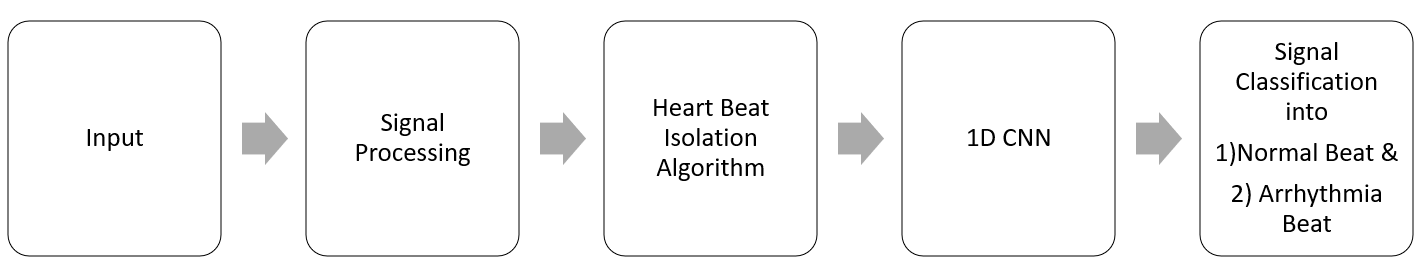 Input
Signal
Processing
Heart Beat
Isolation
Algorithm
1D CNN
Signal
Classification
into
1)Normal Beat &
2) Arrhythmia
Beat